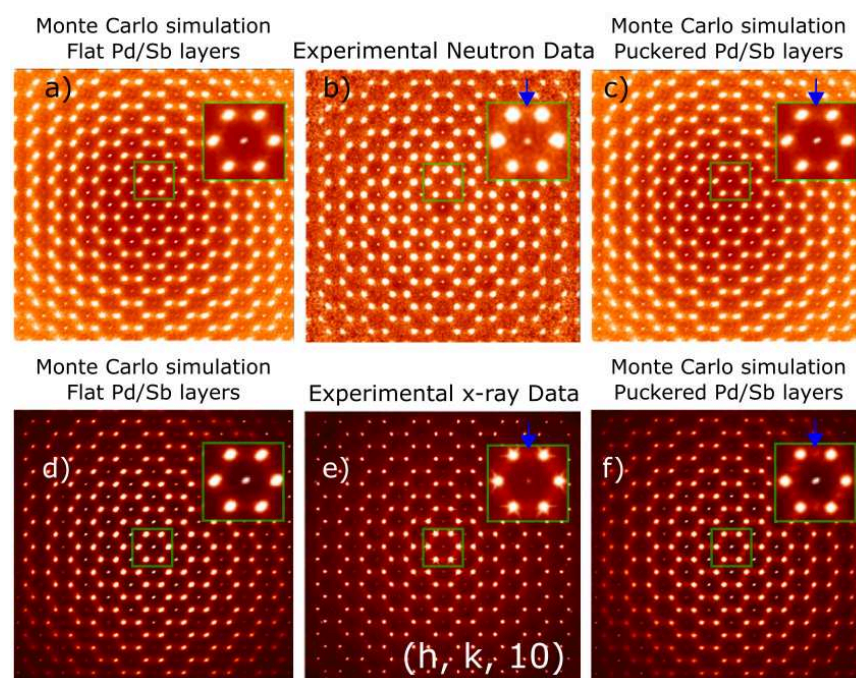 Monte Carlo simulation
Flat Pd/Sb layers
Experimental Neutron Data
Monte Carlo simulation
Puckered Pd/Sb layers
a)
b)
c)
Monte Carlo simulation
Flat Pd/Sb layers
Experimental x-ray Data
Monte Carlo simulation
Puckered Pd/Sb layers
d)
e)
f)
(h, k, 10)